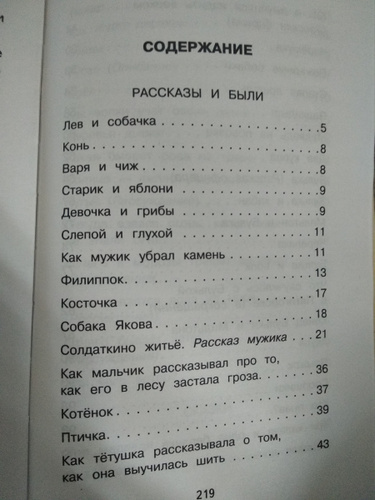 СОДЕРЖАНИЕ
РАССКАЗЫ И БЫЛИ
Лев и собачка . . . . . . . . . . . . . . . . . . . 5
Конь . . . . . . . . . . . . . . . . . . . . . . . . . . . 8
Варя и чиж . . . . . . . . . . . . . . . . . . . . . 8
Старик и яблони . . . . . . . . . . . . . . . . . 9
Девочка и грибы . . . . . . . . . . . . . . . . . 9
Слепой и глухой . . . . . . . . . . . . . . . . 11
Как мужик убрал камень . . . . . . . . . . 11
Филиппок. . . . . . . . . . . . . . . . . . . . . . 13
Косточка . . . . . . . . . . . . . . . . . . . . . . 17
Собака Якова . . . . . . . . . . . . . . . . . . . 18
Солдаткино житьё. Рассказ мужика . . . . 21
Как мальчик рассказывал про то,
как его в лесу застала гроза. . . . . . . . 36
Котёнок . . . . . . . . . . . . . . . . . . . . . . . 37
Птичка . . . . . . . . . . . . . . . . . . . . . . . . 39
Как тётушка рассказывала о том,
как она выучилась шить . . . . . . . . . . . 43
219